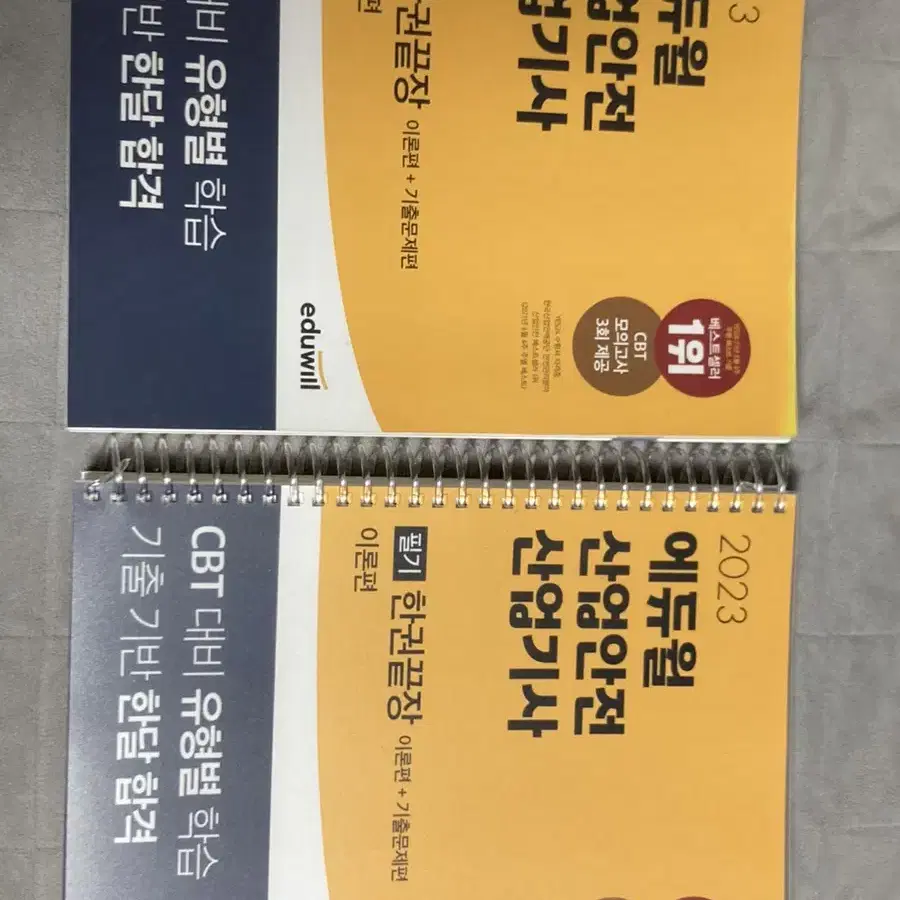 3
에듀윌
산업안전
산업기사
한권끝장 이론편 + 기출문제편
베스트셀러
1위
CBT
모의고사
3회 제공
대비 유형별 학습
반 한달 합격
eduwill
2023
에듀윌
산업안전
산업기사
필기 한권끝장 이론편 + 기출문제편
이론편
CBT 대비 유형별 학습
기출 기반 한달 합격